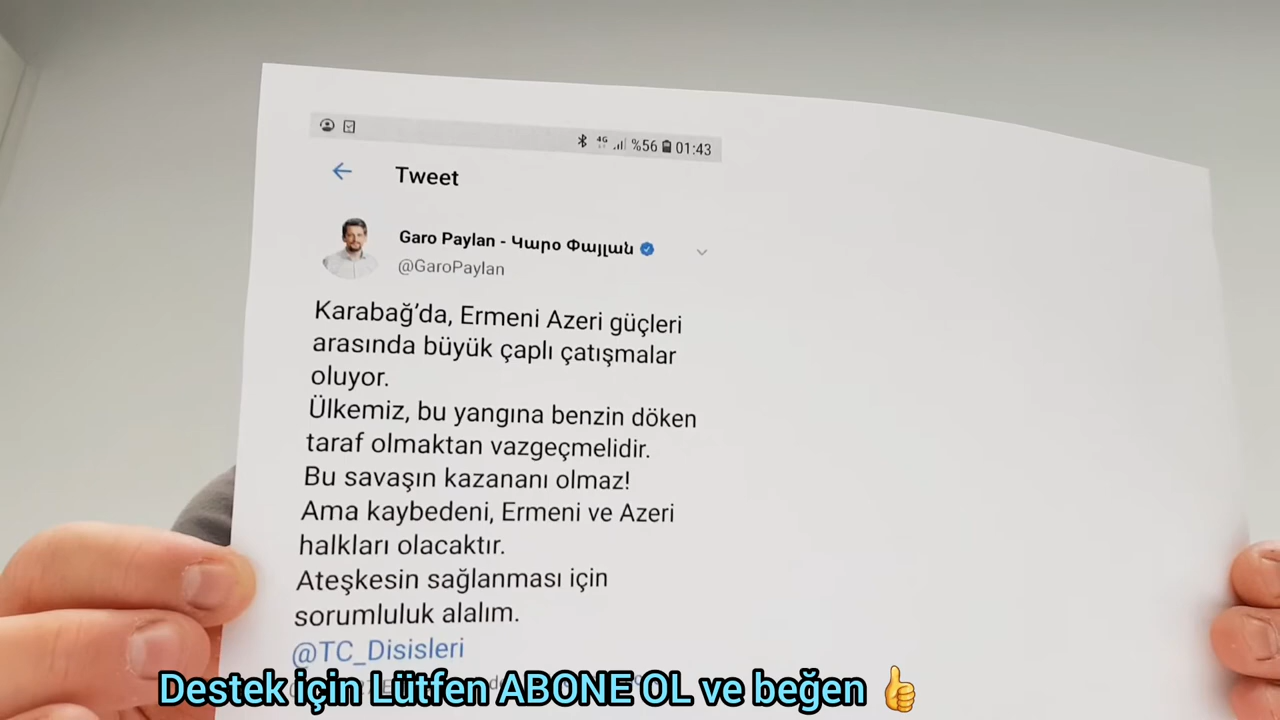 4G %56 01:43
Tweet
Garo Paylan - Կարո Փայլան
@GaroPaylan
Karabağ'da, Ermeni Azeri güçleri
arasında büyük çaplı çatışmalar
oluyor.
Ülkemiz, bu yangına benzin döken
taraf olmaktan vazgeçmelidir.
Bu savaşın kazananı olmaz!
Ama kaybedeni, Ermeni ve Azeri
halkları olacaktır.
Ateşkesin sağlanması için
sorumluluk alalım.
@TC_Disisleri
Destek için Lütfen ABONE OL ve beğen 👍